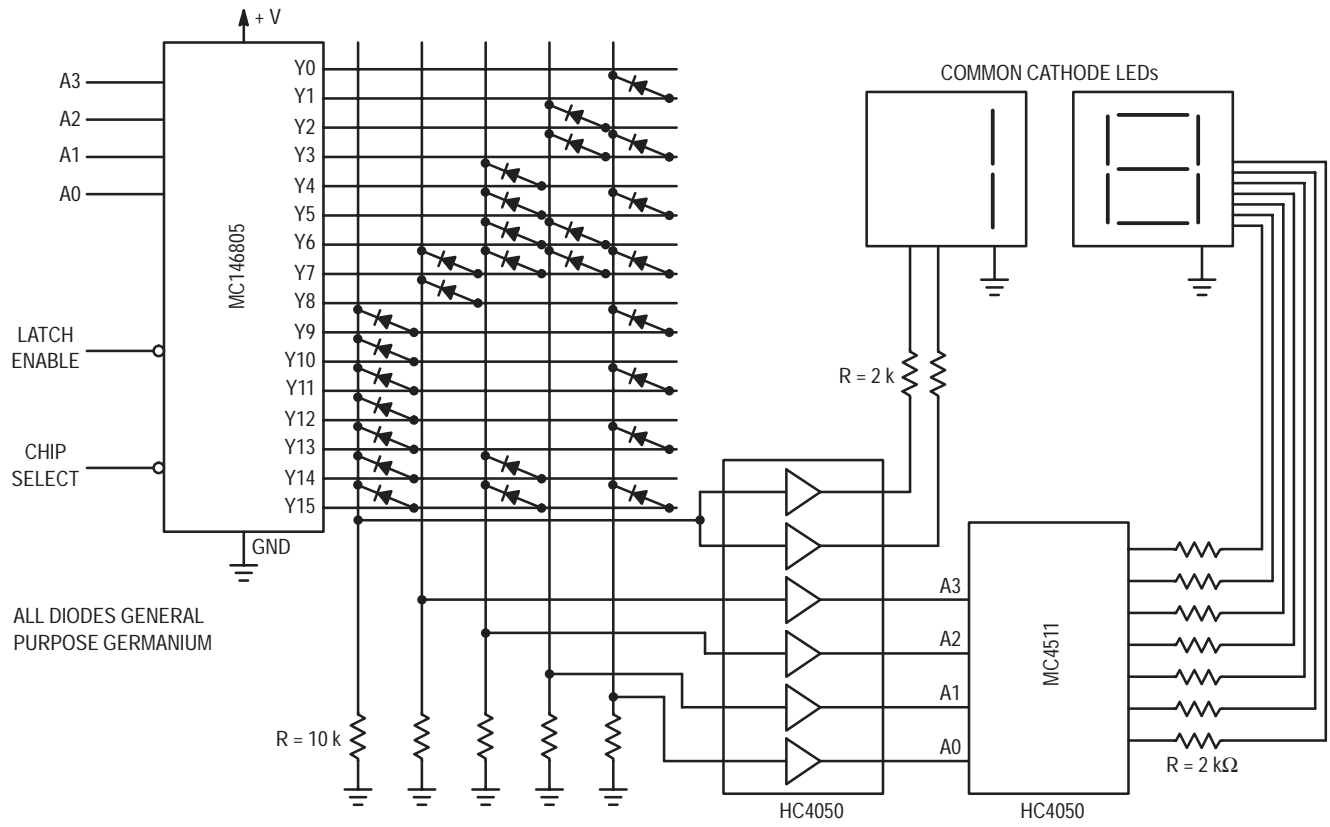 + V
A3
A2
A1
A0
MC146805
LATCH
ENABLE
CHIP
SELECT
GND
Y0
Y1
Y2
Y3
Y4
Y5
Y6
Y7
Y8
Y9
Y10
Y11
Y12
Y13
Y14
Y15
ALL DIODES GENERAL
PURPOSE GERMANIUM
R = 10 k
COMMON CATHODE LEDs
R = 2 k
A3
A2
A1
A0
HC4050
MC4511
HC4050
R = 2 kΩ